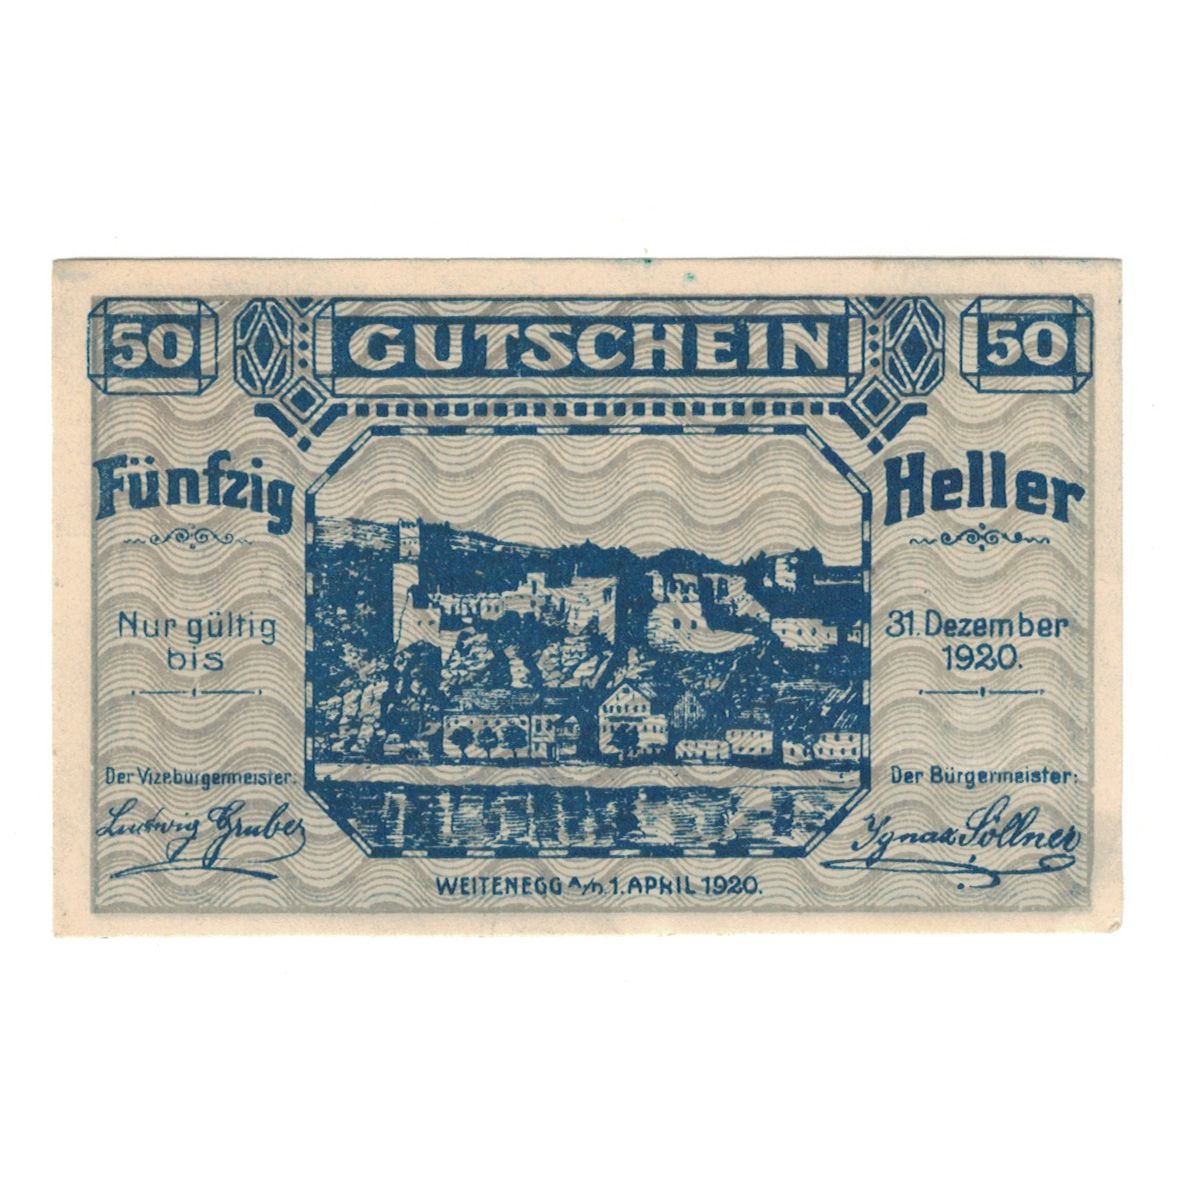 50 GUTSCHEIN 50
Fünfzig Heller
Nur gültig
bis
31. Dezember
1920.
Der Vizebürgermeister:
Ludwig Gruber
Der Bürgermeister:
Ignaz Söllner
WEITENEGG A/D. 1. APRIL 1920.